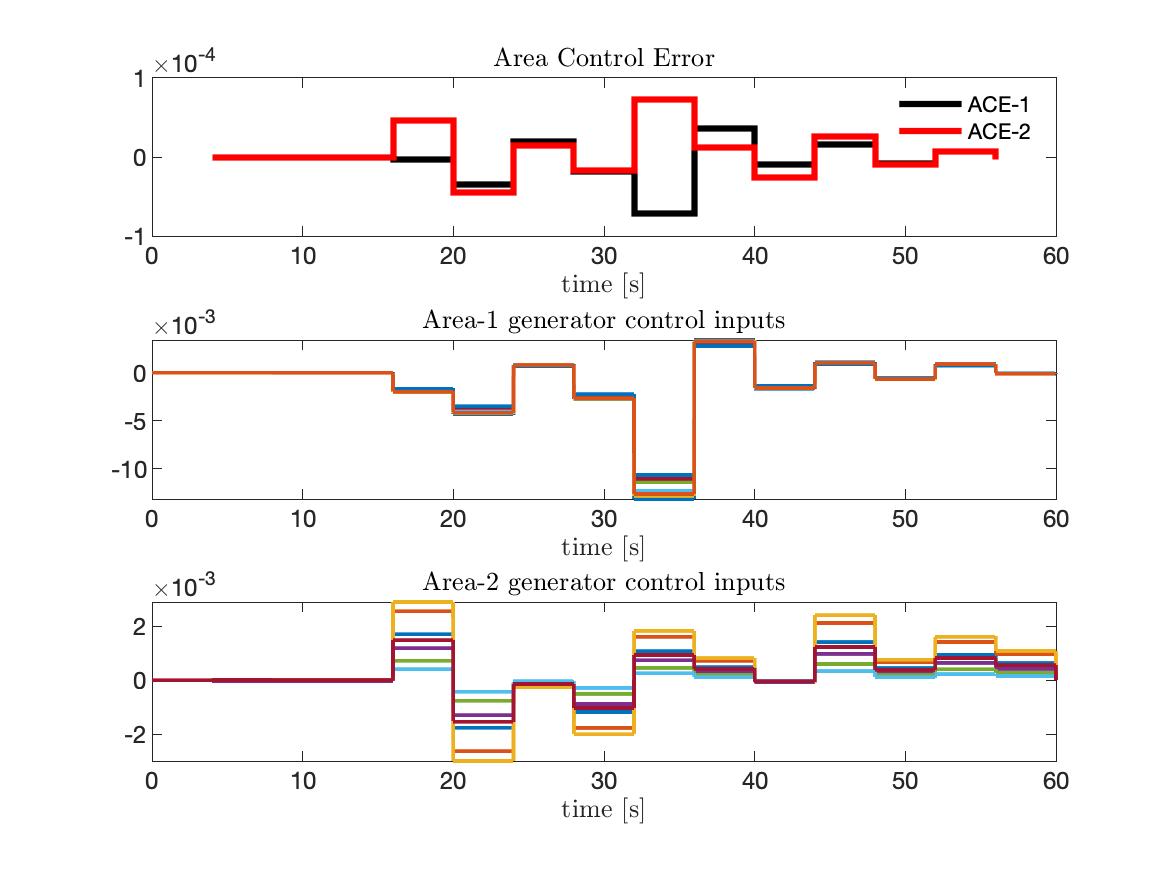 Area Control Error
×10-4
1
0
-1
ACE-1
ACE-2
0 10 20 30 40 50 60
time [s]
Area-1 generator control inputs
×10-3
0
-5
-10
0 10 20 30 40 50 60
time [s]
Area-2 generator control inputs
×10-3
2
0
-2
0 10 20 30 40 50 60
time [s]